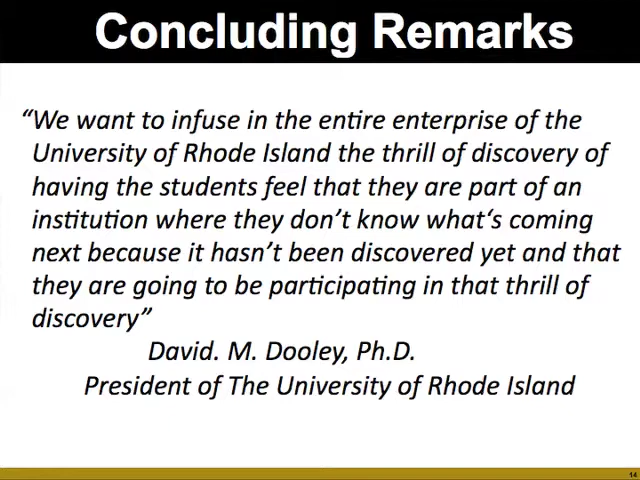 Concluding Remarks
“We want to infuse in the entire enterprise of the
University of Rhode Island the thrill of discovery of
having the students feel that they are part of an
institution where they don’t know what‘s coming
next because it hasn’t been discovered yet and that
they are going to be participating in that thrill of
discovery”
David. M. Dooley, Ph.D.
President of The University of Rhode Island
14